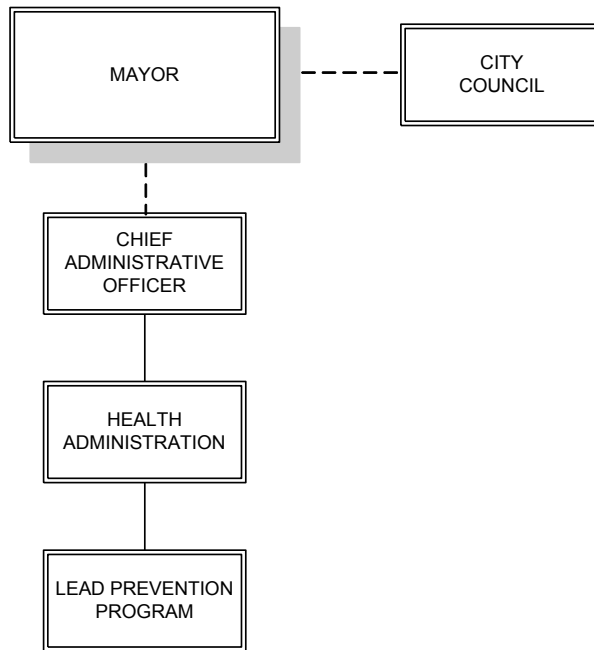 MAYOR
CITY
COUNCIL
CHIEF
ADMINISTRATIVE
OFFICER
HEALTH
ADMINISTRATION
LEAD PREVENTION
PROGRAM